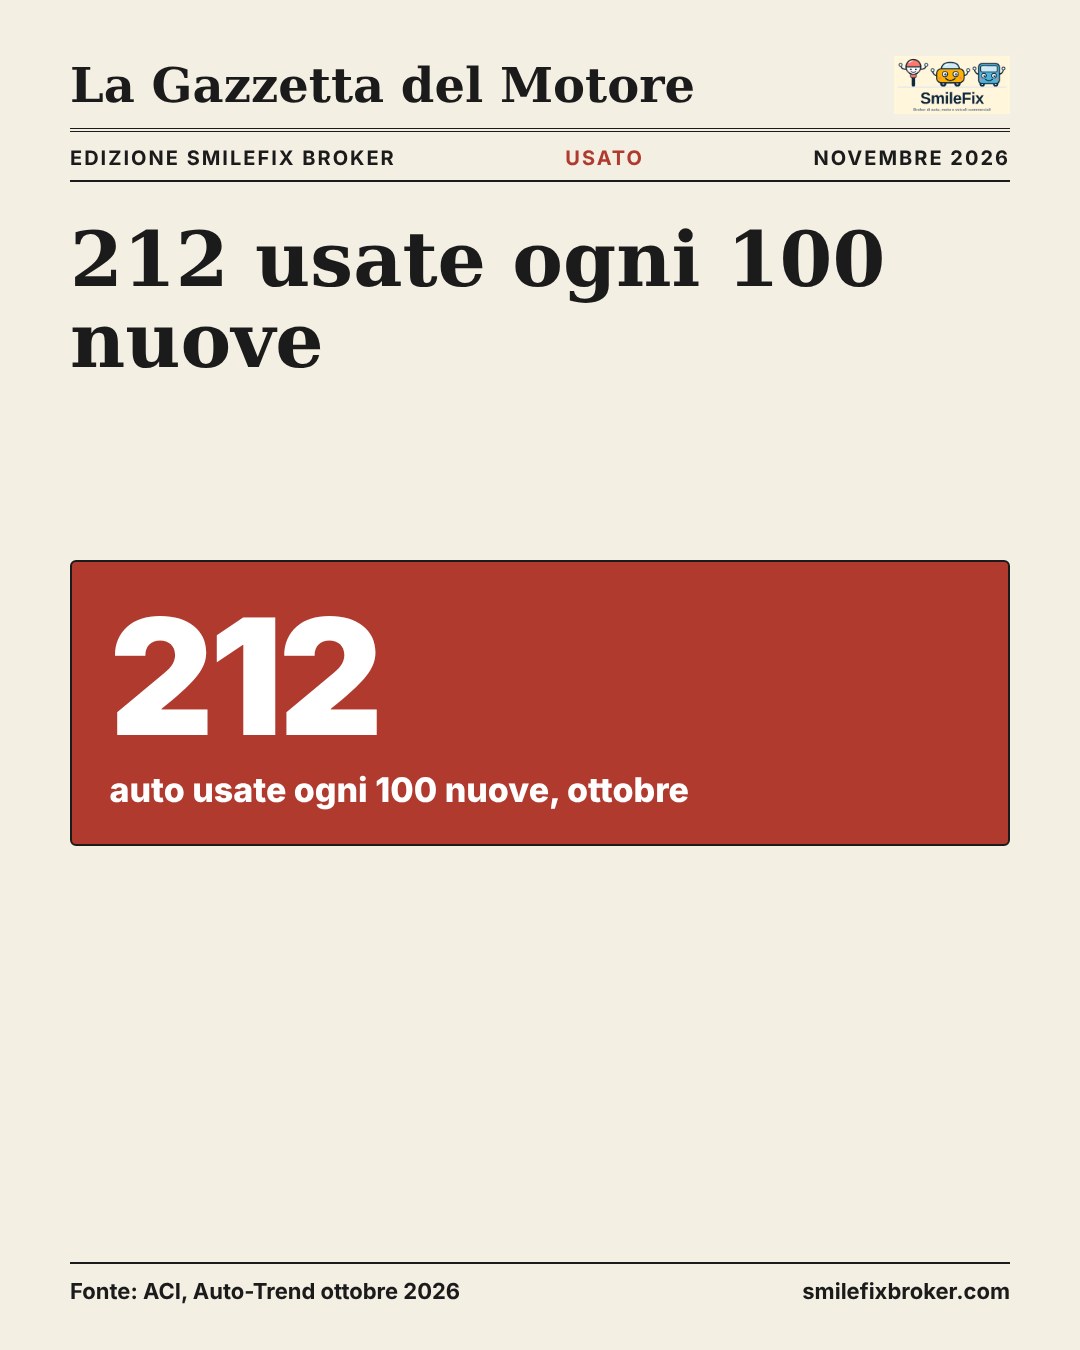 La Gazzetta del Motore
SmileFix
EDIZIONE SMILEFIX BROKER
USATO
NOVEMBRE 2026
212 usate ogni 100
nuove
212
auto usate ogni 100 nuove, ottobre
Fonte: ACI, Auto-Trend ottobre 2026
smilefixbroker.com